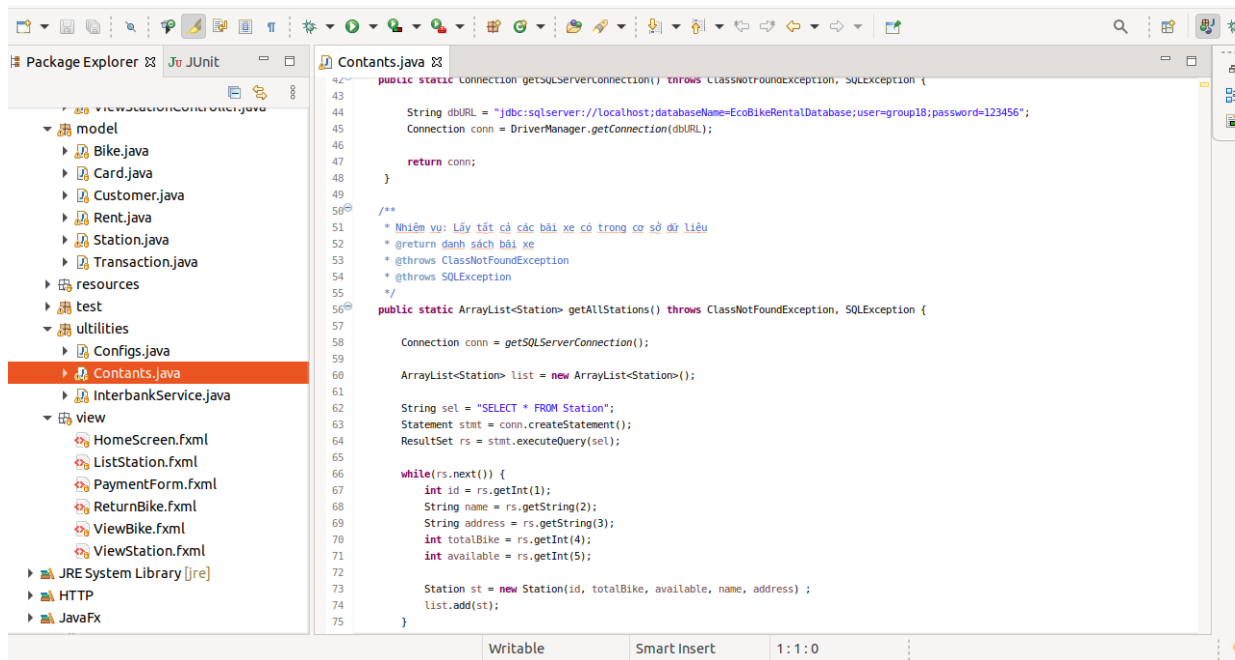 Package Explorer
JUnit
Contants.java
ViewStationController.java
model
Bike.java
Card.java
Customer.java
Rent.java
Station.java
Transaction.java
resources
test
ultilities
Configs.java
Contants.java
InterbankService.java
view
HomeScreen.fxml
ListStation.fxml
PaymentForm.fxml
ReturnBike.fxml
ViewBike.fxml
ViewStation.fxml
JRE System Library [jre]
HTTP
JavaFx
42 public static Connection getSQLServerConnection() throws ClassNotFoundException, SQLException {
43
44 String dbURL = "jdbc:sqlserver://localhost;databaseName=EcoBikeRentalDatabase;user=group18;password=123456";
45 Connection conn = DriverManager.getConnection(dbURL);
46
47 return conn;
48 }
49
50 /**
51 * Nhiệm vụ: Lấy tất cả các bãi xe có trong cơ sở dữ liệu
52 * @return danh sách bãi xe
53 * @throws ClassNotFoundException
54 * @throws SQLException
55 */
56 public static ArrayList<Station> getAllStations() throws ClassNotFoundException, SQLException {
57
58 Connection conn = getSQLServerConnection();
59
60 ArrayList<Station> list = new ArrayList<Station>();
61
62 String sel = "SELECT * FROM Station";
63 Statement stmt = conn.createStatement();
64 ResultSet rs = stmt.executeQuery(sel);
65
66 while(rs.next()) {
67 int id = rs.getInt(1);
68 String name = rs.getString(2);
69 String address = rs.getString(3);
70 int totalBike = rs.getInt(4);
71 int available = rs.getInt(5);
72
73 Station st = new Station(id, totalBike, available, name, address) ;
74 list.add(st);
75 }
Writable
Smart Insert
1 : 1 : 0